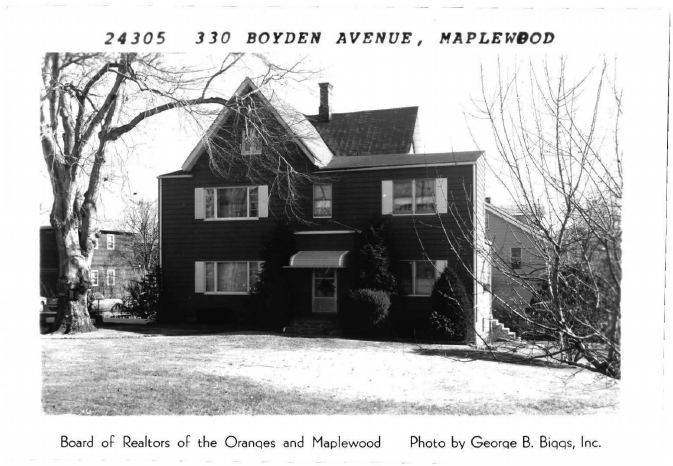 24305 330 BOYDEN AVENUE, MAPLEWOOD
Board of Realtors of the Oranges and Maplewood Photo by George B. Biggs, Inc.